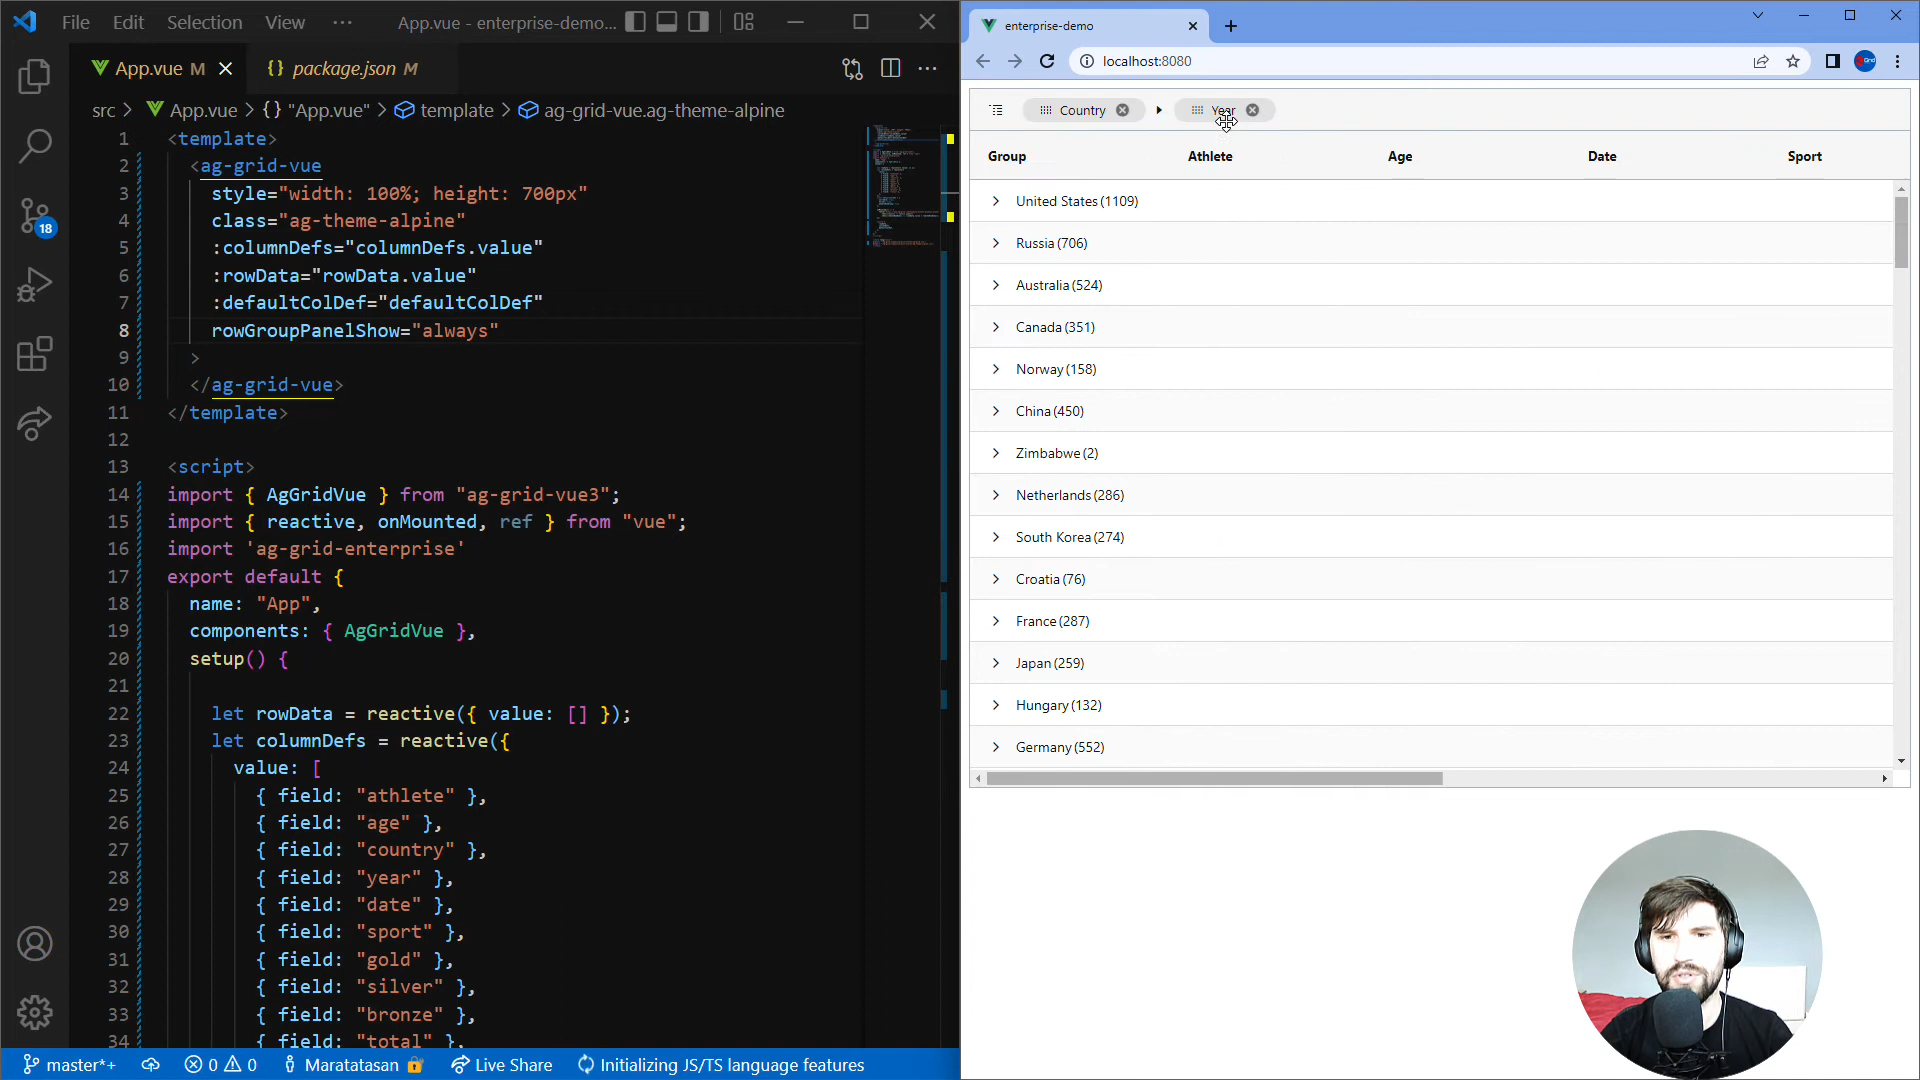 File Edit Selection View ··· App.vue - enterprise-demo...
App.vue M {} package.json M
src > App.vue > {} "App.vue" > template > ag-grid-vue.ag-theme-alpine
1 <template>
2 <ag-grid-vue
3 style="width: 100%; height: 700px"
4 class="ag-theme-alpine"
5 :columnDefs="columnDefs.value"
6 :rowData="rowData.value"
7 :defaultColDef="defaultColDef"
8 rowGroupPanelShow="always"
9 >
10 </ag-grid-vue>
11 </template>
12
13 <script>
14 import { AgGridVue } from "ag-grid-vue3";
15 import { reactive, onMounted, ref } from "vue";
16 import 'ag-grid-enterprise'
17 export default {
18 name: "App",
19 components: { AgGridVue },
20 setup() {
21
22 let rowData = reactive({ value: [] });
23 let columnDefs = reactive({
24 value: [
25 { field: "athlete" },
26 { field: "age" },
27 { field: "country" },
28 { field: "year" },
29 { field: "date" },
30 { field: "sport" },
31 { field: "gold" },
32 { field: "silver" },
33 { field: "bronze" },
34 { field: "total" },
18
master*+ 0 0 Maratatasan Live Share Initializing JS/TS language features
enterprise-demo
localhost:8080
Country Year
Group Athlete Age Date Sport
United States (1109)
Russia (706)
Australia (524)
Canada (351)
Norway (158)
China (450)
Zimbabwe (2)
Netherlands (286)
South Korea (274)
Croatia (76)
France (287)
Japan (259)
Hungary (132)
Germany (552)